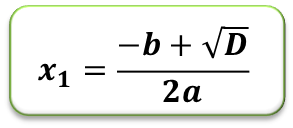 x₁ = (−b + √D) / 2a